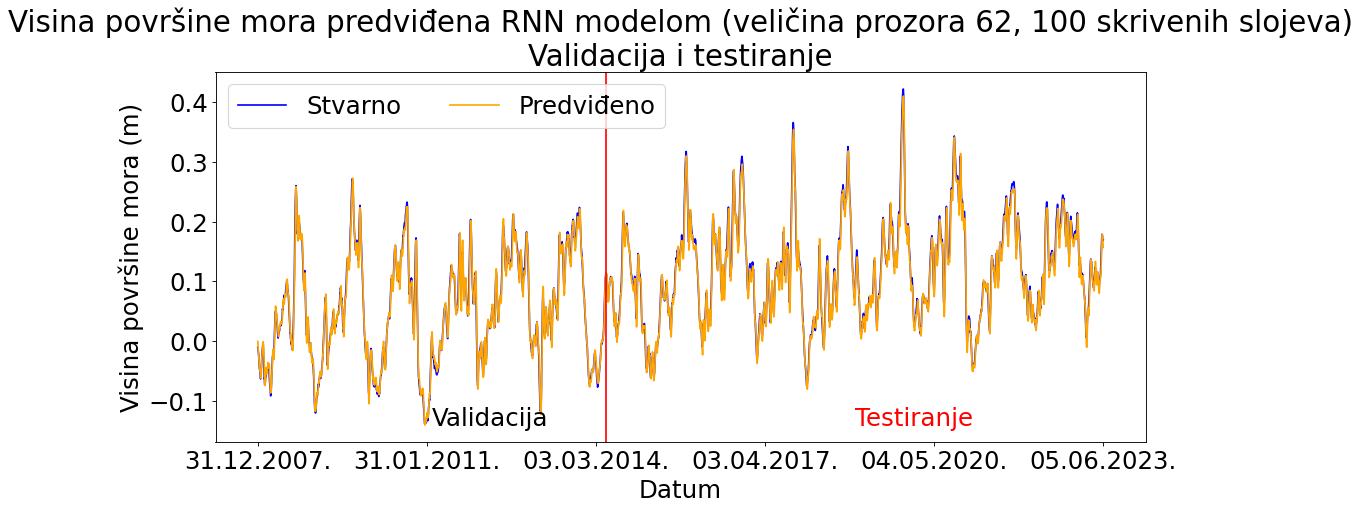 Visina površine mora predviđena RNN modelom (veličina prozora 62, 100 skrivenih slojeva)
Validacija i testiranje
Stvarno Predviđeno
Visina površine mora (m)
0.4
0.3
0.2
0.1
0.0
−0.1
Validacija Testiranje
31.12.2007. 31.01.2011. 03.03.2014. 03.04.2017. 04.05.2020. 05.06.2023.
Datum